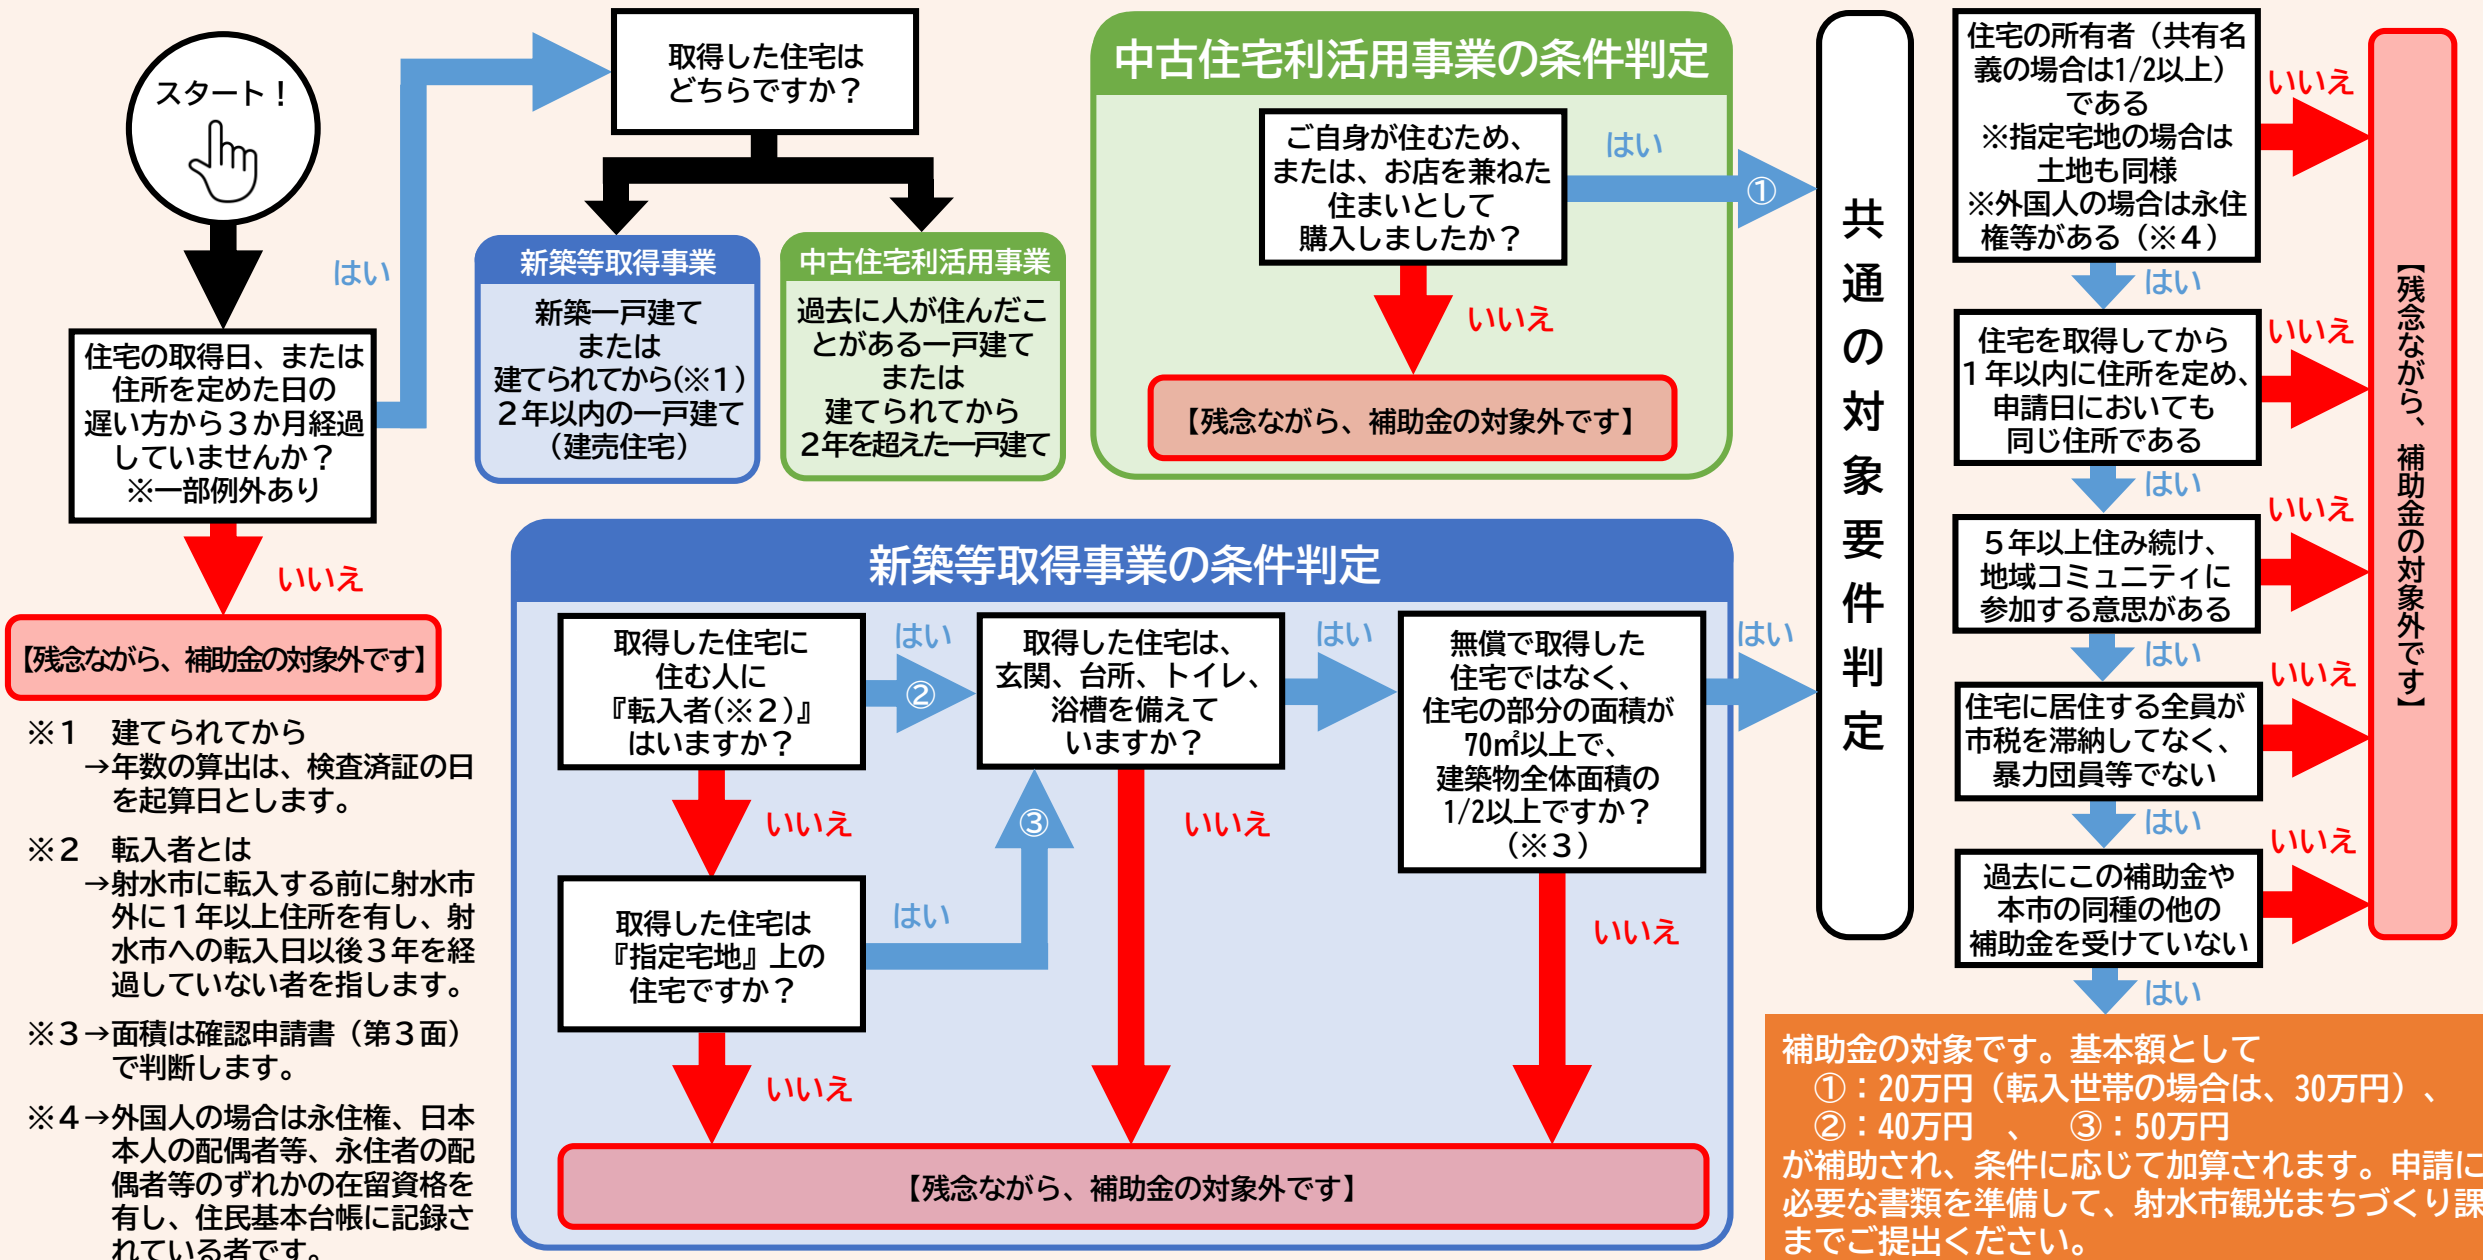 スタート！
住宅の取得日、または
住所を定めた日の
遅い方から３か月経過
していませんか？
※一部例外あり
はい
いいえ
【残念ながら、補助金の対象外です】
取得した住宅は
どちらですか？
新築等取得事業
新築一戸建て
または
建てられてから(※１)
２年以内の一戸建て
（建売住宅）
中古住宅利活用事業
過去に人が住んだこ
とがある一戸建て
または
建てられてから
２年を超えた一戸建て
中古住宅利活用事業の条件判定
ご自身が住むため、
または、お店を兼ねた
住まいとして
購入しましたか？
はい
①
いいえ
【残念ながら、補助金の対象外です】
新築等取得事業の条件判定
取得した住宅に
住む人に
『転入者(※２)』
はいますか？
はい
②
いいえ
取得した住宅は
『指定宅地』上の
住宅ですか？
はい
③
いいえ
取得した住宅は、
玄関、台所、トイレ、
浴槽を備えて
いますか？
はい
いいえ
無償で取得した
住宅ではなく、
住宅の部分の面積が
70㎡以上で、
建築物全体面積の
1/2以上ですか？
（※３）
はい
いいえ
【残念ながら、補助金の対象外です】
共通の対象要件判定
住宅の所有者（共有名
義の場合は1/2以上）
である
※指定宅地の場合は
土地も同様
※外国人の場合は永住
権等がある（※４）
いいえ
はい
住宅を取得してから
１年以内に住所を定め、
申請日においても
同じ住所である
いいえ
はい
５年以上住み続け、
地域コミュニティに
参加する意思がある
いいえ
はい
住宅に居住する全員が
市税を滞納してなく、
暴力団員等でない
いいえ
はい
過去にこの補助金や
本市の同種の他の
補助金を受けていない
いいえ
はい
【残念ながら、補助金の対象外です】
補助金の対象です。基本額として
①：20万円（転入世帯の場合は、30万円）、
②：40万円　、　③：50万円
が補助され、条件に応じて加算されます。申請に
必要な書類を準備して、射水市観光まちづくり課
までご提出ください。
※１　建てられてから
→年数の算出は、検査済証の日
を起算日とします。
※２　転入者とは
→射水市に転入する前に射水市
外に１年以上住所を有し、射
水市への転入日以後３年を経
過していない者を指します。
※３→面積は確認申請書（第３面）
で判断します。
※４→外国人の場合は永住権、日本
本人の配偶者等、永住者の配
偶者等のずれかの在留資格を
有し、住民基本台帳に記録さ
れている者です。